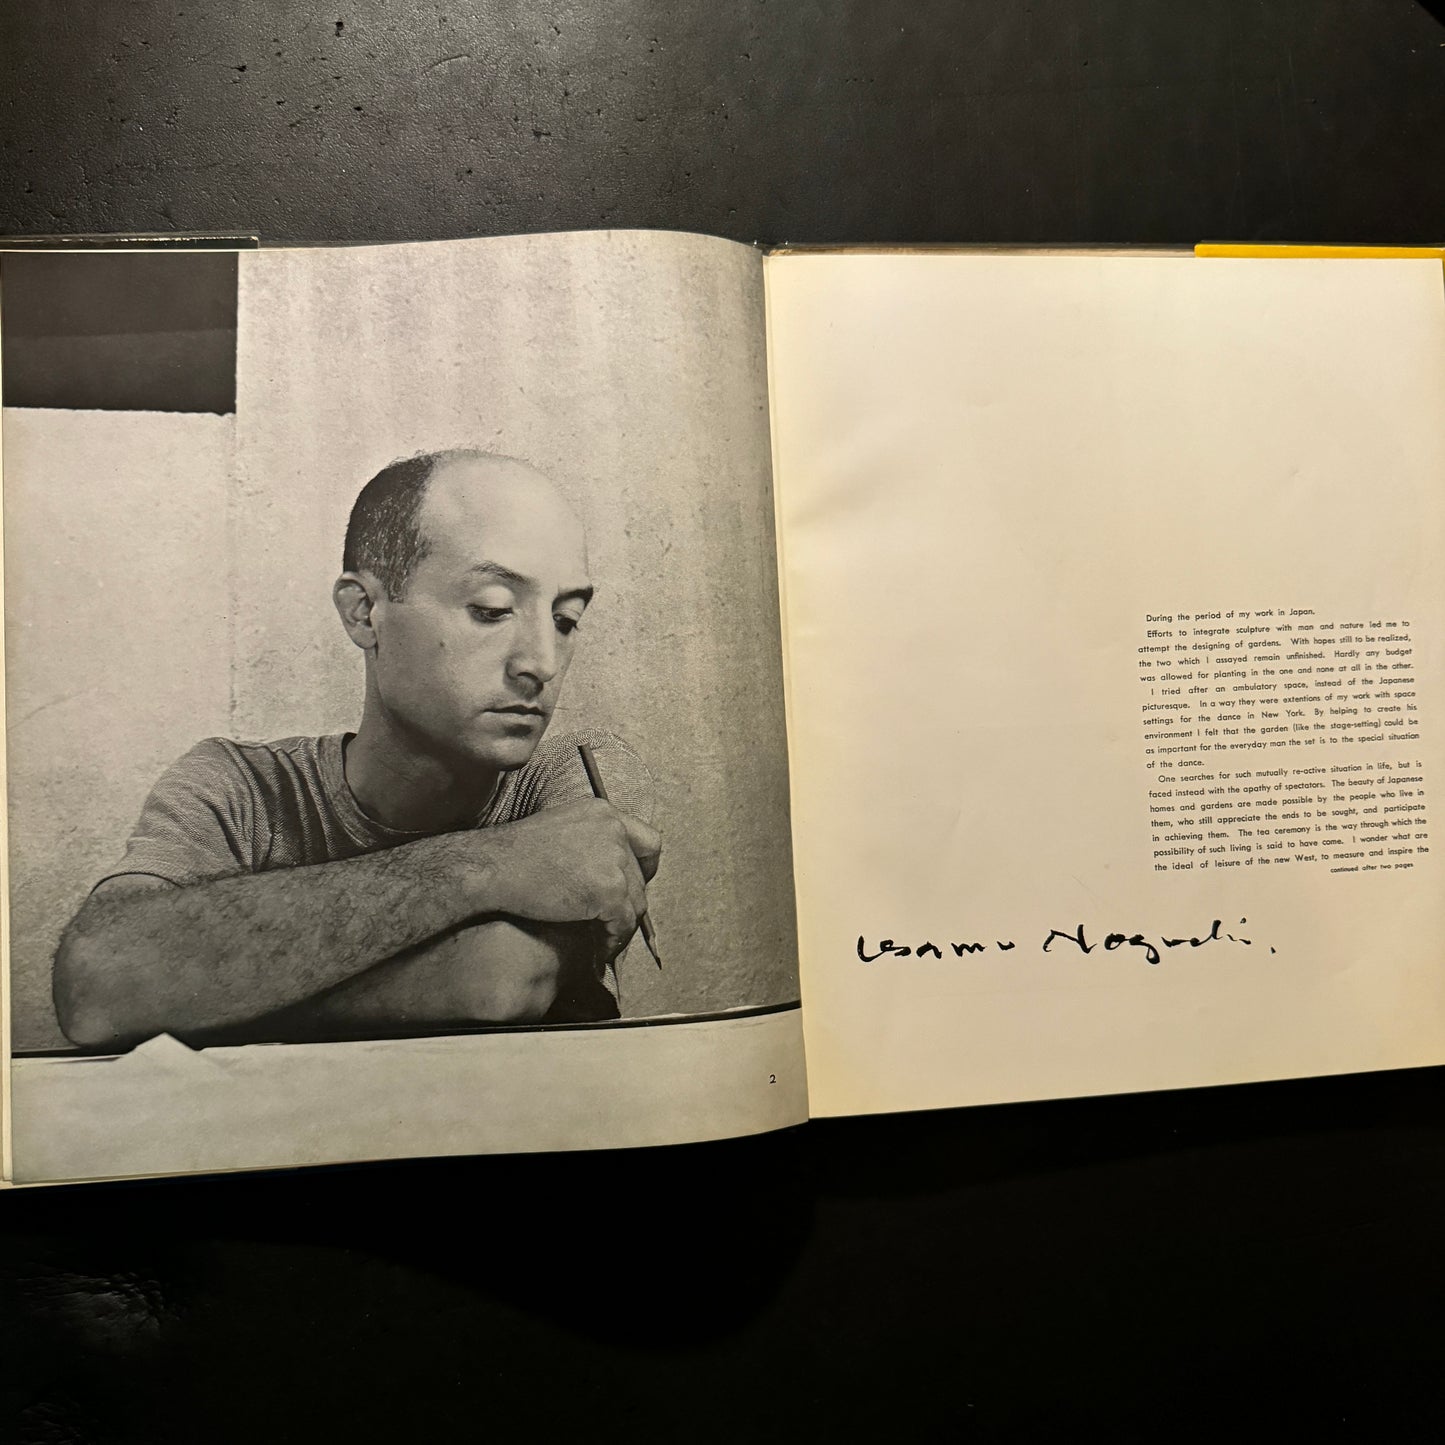 2
During the period of my work in Japan.
Efforts to integrate sculpture with man and nature led me to
attempt the designing of gardens. With hopes still to be realized,
the two which I assayed remain unfinished. Hardly any budget
was allowed for planting in the one and none at all in the other.
I tried after an ambulatory space, instead of the Japanese
picturesque. In a way they were extentions of my work with space
settings for the dance in New York. By helping to create his
environment I felt that the garden (like the stage-setting) could be
as important for the everyday man the set is to the special situation
of the dance.
One searches for such mutually re-active situation in life, but is
faced instead with the apathy of spectators. The beauty of Japanese
homes and gardens are made possible by the people who live in
them, who still appreciate the ends to be sought, and participate
in achieving them. The tea ceremony is the way through which the
possibility of such living is said to have come. I wonder what are
the ideal of leisure of the new West, to measure and inspire the
continued after two pages
Isamu Noguchi.